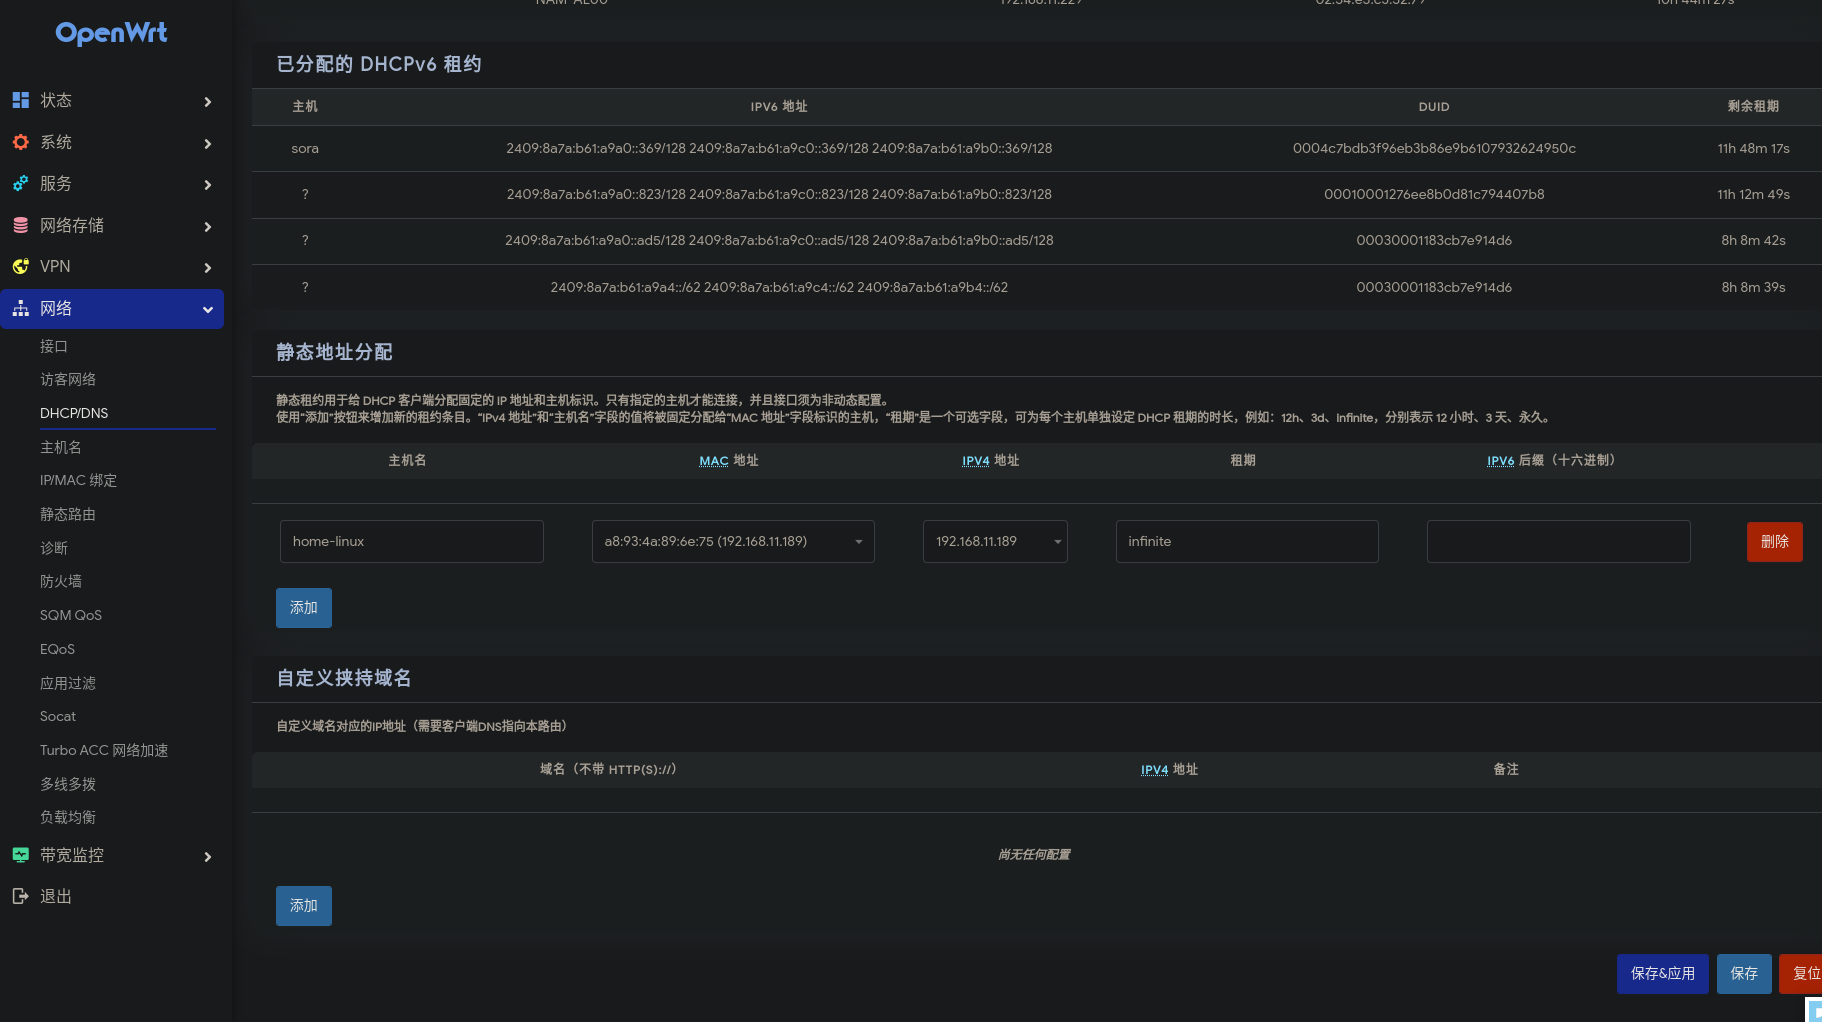 OpenWrt
状态
系统
服务
网络存储
VPN
网络
接口
访客网络
DHCP/DNS
主机名
IP/MAC 绑定
静态路由
诊断
防火墙
SQM QoS
EQoS
应用过滤
Socat
Turbo ACC 网络加速
多线多拨
负载均衡
带宽监控
退出
已分配的 DHCPv6 租约
主机 IPV6 地址 DUID 剩余租期
sora 2409:8a7a:b61:a9a0::369/128 2409:8a7a:b61:a9c0::369/128 2409:8a7a:b61:a9b0::369/128 0004c7bdb3f96eb3b86e9b6107932624950c 11h 48m 17s
? 2409:8a7a:b61:a9a0::823/128 2409:8a7a:b61:a9c0::823/128 2409:8a7a:b61:a9b0::823/128 00010001276ee8b0d81c794407b8 11h 12m 49s
? 2409:8a7a:b61:a9a0::ad5/128 2409:8a7a:b61:a9c0::ad5/128 2409:8a7a:b61:a9b0::ad5/128 00030001183cb7e914d6 8h 8m 42s
? 2409:8a7a:b61:a9a4::/62 2409:8a7a:b61:a9c4::/62 2409:8a7a:b61:a9b4::/62 00030001183cb7e914d6 8h 8m 39s
静态地址分配
静态租约用于给 DHCP 客户端分配固定的 IP 地址和主机标识。只有指定的主机才能连接，并且接口须为非动态配置。
使用“添加”按钮来增加新的租约条目。“IPv4 地址”和“主机名”字段的值将被固定分配给“MAC 地址”字段标识的主机，“租期”是一个可选字段，可为每个主机单独设定 DHCP 租期的时长，例如：12h、3d、infinite，分别表示 12 小时、3 天、永久。
主机名 MAC 地址 IPV4 地址 租期 IPV6 后缀（十六进制）
home-linux a8:93:4a:89:6e:75 (192.168.11.189) 192.168.11.189 infinite 删除
添加
自定义挟持域名
自定义域名对应的IP地址（需要客户端DNS指向本路由）
域名（不带 HTTP(S)://） IPV4 地址 备注
尚无任何配置
添加
保存&应用 保存 复位